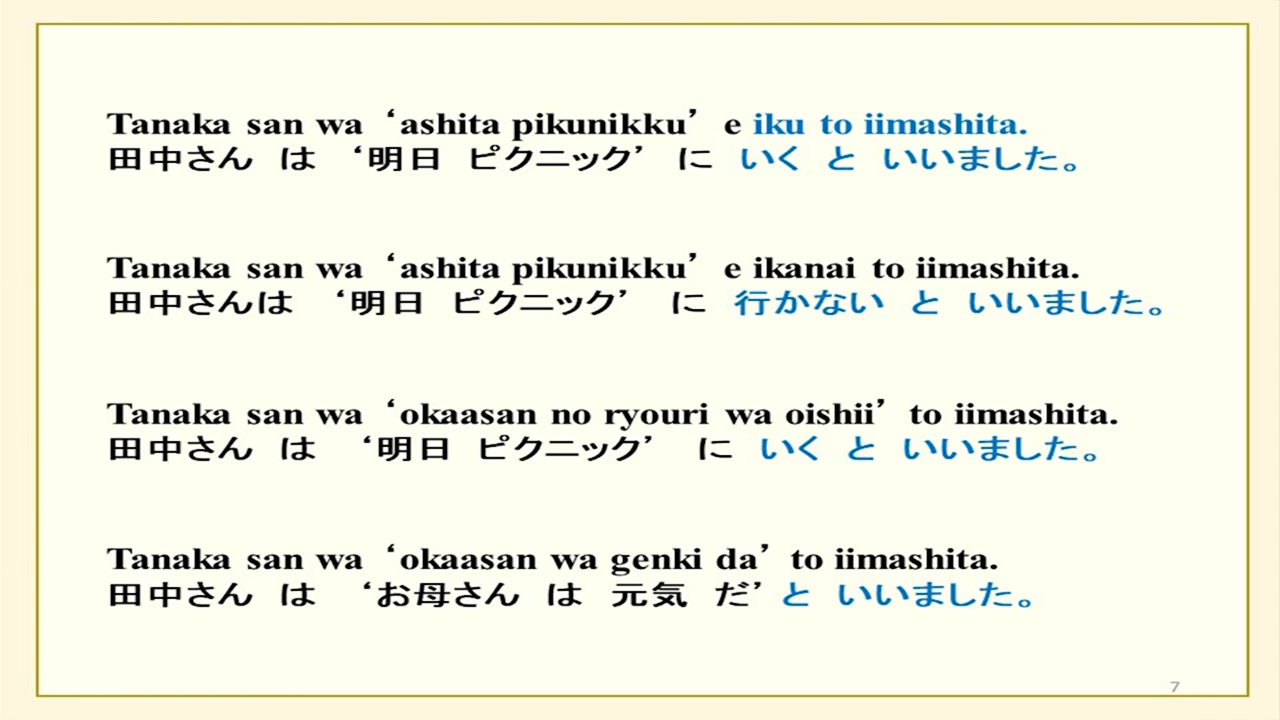 Tanaka san wa ‘ashita pikunikku’ e iku to iimashita.
田中さん は ‘明日 ピクニック’ に いく と いいました。
Tanaka san wa ‘ashita pikunikku’ e ikanai to iimashita.
田中さんは ‘明日 ピクニック’ に 行かない と いいました。
Tanaka san wa ‘okaasan no ryouri wa oishii’ to iimashita.
田中さん は ‘明日 ピクニック’ に いく と いいました。
Tanaka san wa ‘okaasan wa genki da’ to iimashita.
田中さん は ‘お母さん は 元気 だ’ と いいました。
7